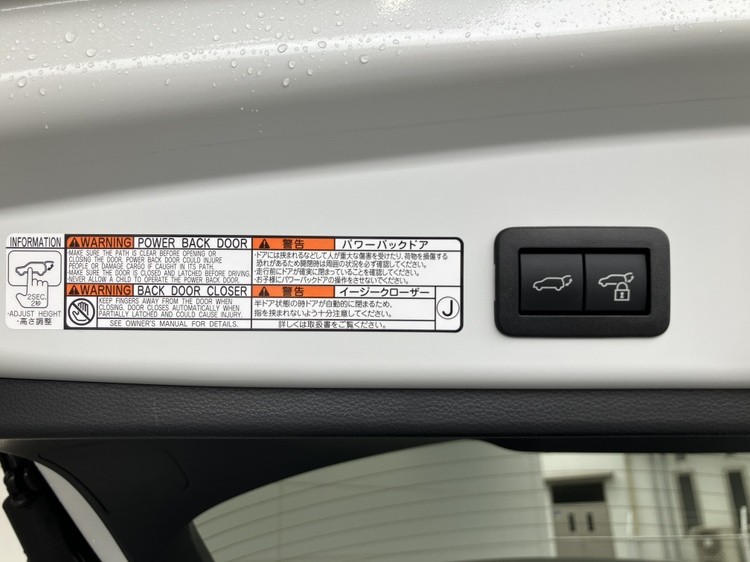 INFORMATION
2SEC.
2秒
・ADJUST HEIGHT
・高さ調整
WARNING POWER BACK DOOR
・MAKE SURE THE PATH IS CLEAR BEFORE OPENING OR
CLOSING THE DOOR. POWER BACK DOOR COULD INJURE
PEOPLE OR DAMAGE CARGO IF CAUGHT IN ITS PATH.
・MAKE SURE THE DOOR IS CLOSED AND LATCHED BEFORE DRIVING.
・NEVER ALLOW A CHILD TO OPERATE THE POWER BACK DOOR.
WARNING BACK DOOR CLOSER
KEEP FINGERS AWAY FROM THE DOOR WHEN
CLOSING. DOOR CLOSES AUTOMATICALLY WHEN
PARTIALLY LATCHED AND COULD CAUSE INJURY.
SEE OWNER'S MANUAL FOR DETAILS.
警告 パワーバックドア
・ドアには挟まれるなどして人が重大な傷害を受けたり、荷物を損傷する
恐れがあるため開閉時は周囲の状況を必ず確認してください。
・走行前にドアが確実に閉まっていることを確認してください。
・お子様にパワーバックドアの操作をさせないでください。
警告 イージークローザー
半ドア状態の時ドアが自動的に閉まるため、
指を挟まれないよう十分注意してください。
詳しくは取扱書をご覧ください。
J